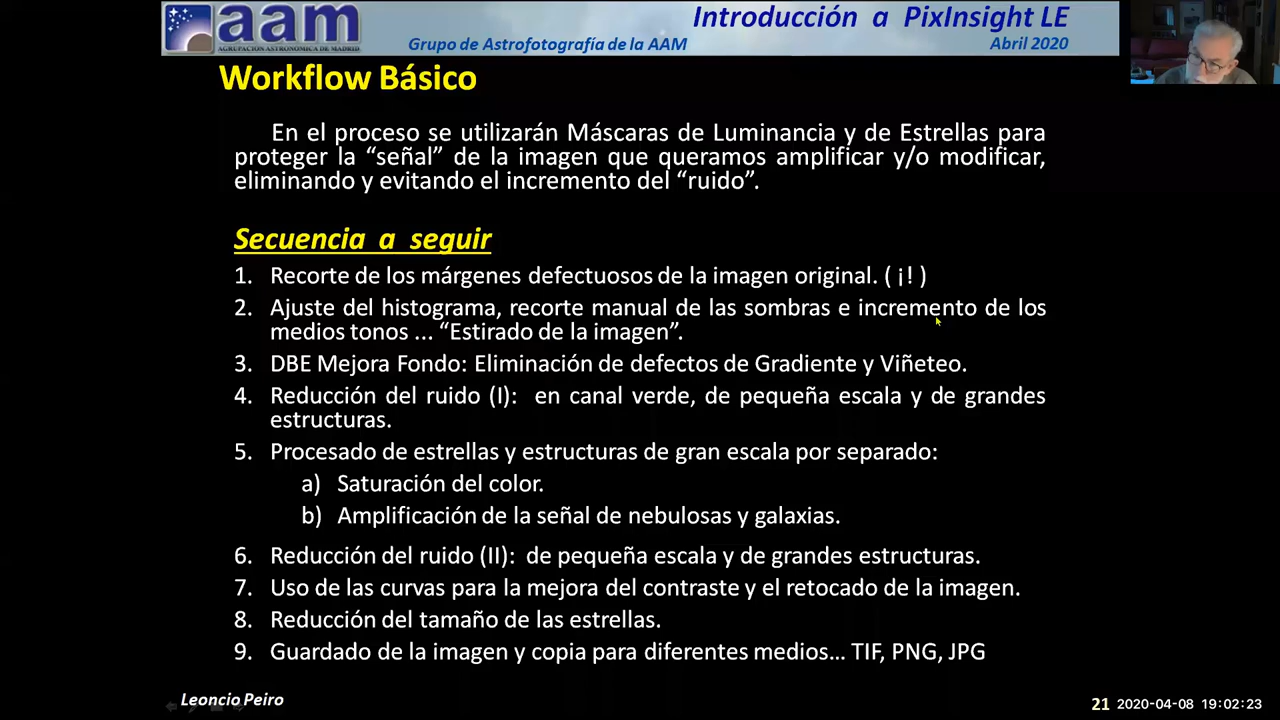 aam
AGRUPACIÓN ASTRONÓMICA DE MADRID
Introducción a PixInsight LE
Grupo de Astrofotografía de la AAM
Abril 2020
Workflow Básico
En el proceso se utilizarán Máscaras de Luminancia y de Estrellas para
proteger la “señal” de la imagen que queramos amplificar y/o modificar,
eliminando y evitando el incremento del “ruido”.
Secuencia a seguir
1. Recorte de los márgenes defectuosos de la imagen original. ( ¡! )
2. Ajuste del histograma, recorte manual de las sombras e incremento de los
medios tonos ... “Estirado de la imagen”.
3. DBE Mejora Fondo: Eliminación de defectos de Gradiente y Viñeteo.
4. Reducción del ruido (I): en canal verde, de pequeña escala y de grandes
estructuras.
5. Procesado de estrellas y estructuras de gran escala por separado:
a) Saturación del color.
b) Amplificación de la señal de nebulosas y galaxias.
6. Reducción del ruido (II): de pequeña escala y de grandes estructuras.
7. Uso de las curvas para la mejora del contraste y el retocado de la imagen.
8. Reducción del tamaño de las estrellas.
9. Guardado de la imagen y copia para diferentes medios... TIF, PNG, JPG
Leoncio Peiro
21 2020-04-08 19:02:23